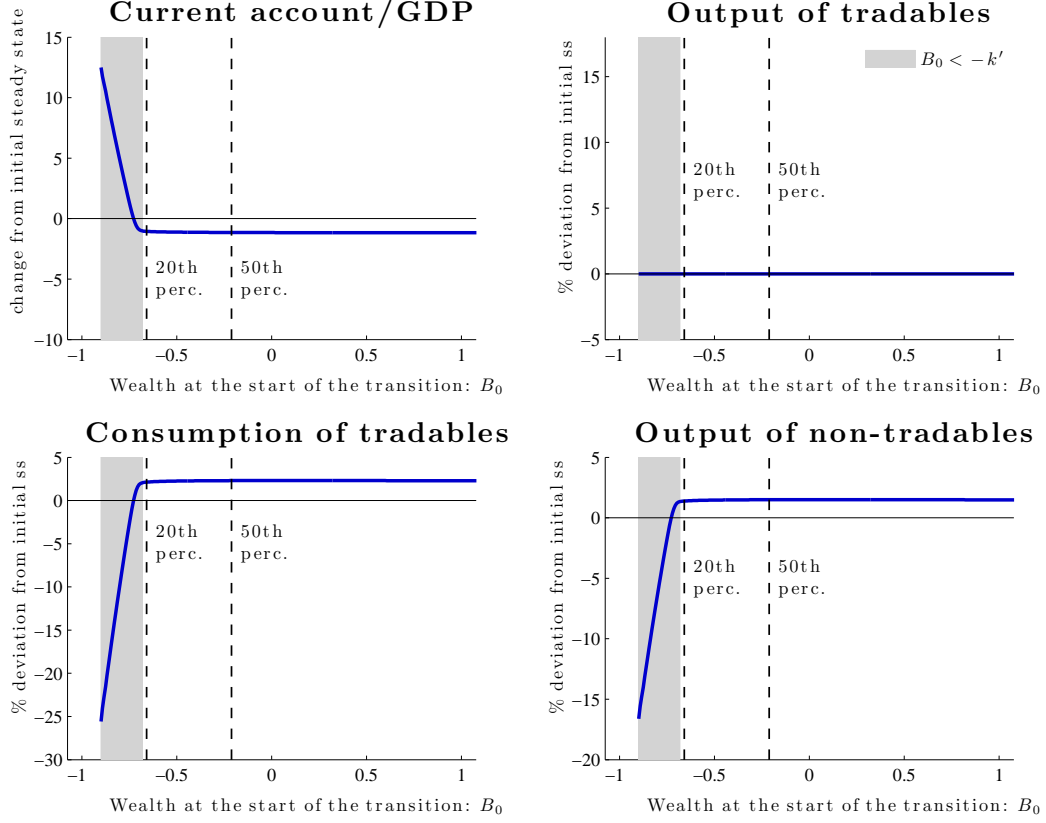 Current account/GDP
change from initial steady state
15
10
5
0
−5
−10
20th
perc.
50th
perc.
−1
−0.5
0
0.5
1
Wealth at the start of the transition: B₀
Output of tradables
% deviation from initial ss
15
10
5
0
−5
B₀ < −k′
20th
perc.
50th
perc.
−1
−0.5
0
0.5
1
Wealth at the start of the transition: B₀
Consumption of tradables
% deviation from initial ss
5
0
−5
−10
−15
−20
−25
−30
20th
perc.
50th
perc.
−1
−0.5
0
0.5
1
Wealth at the start of the transition: B₀
Output of non-tradables
% deviation from initial ss
5
0
−5
−10
−15
−20
20th
perc.
50th
perc.
−1
−0.5
0
0.5
1
Wealth at the start of the transition: B₀